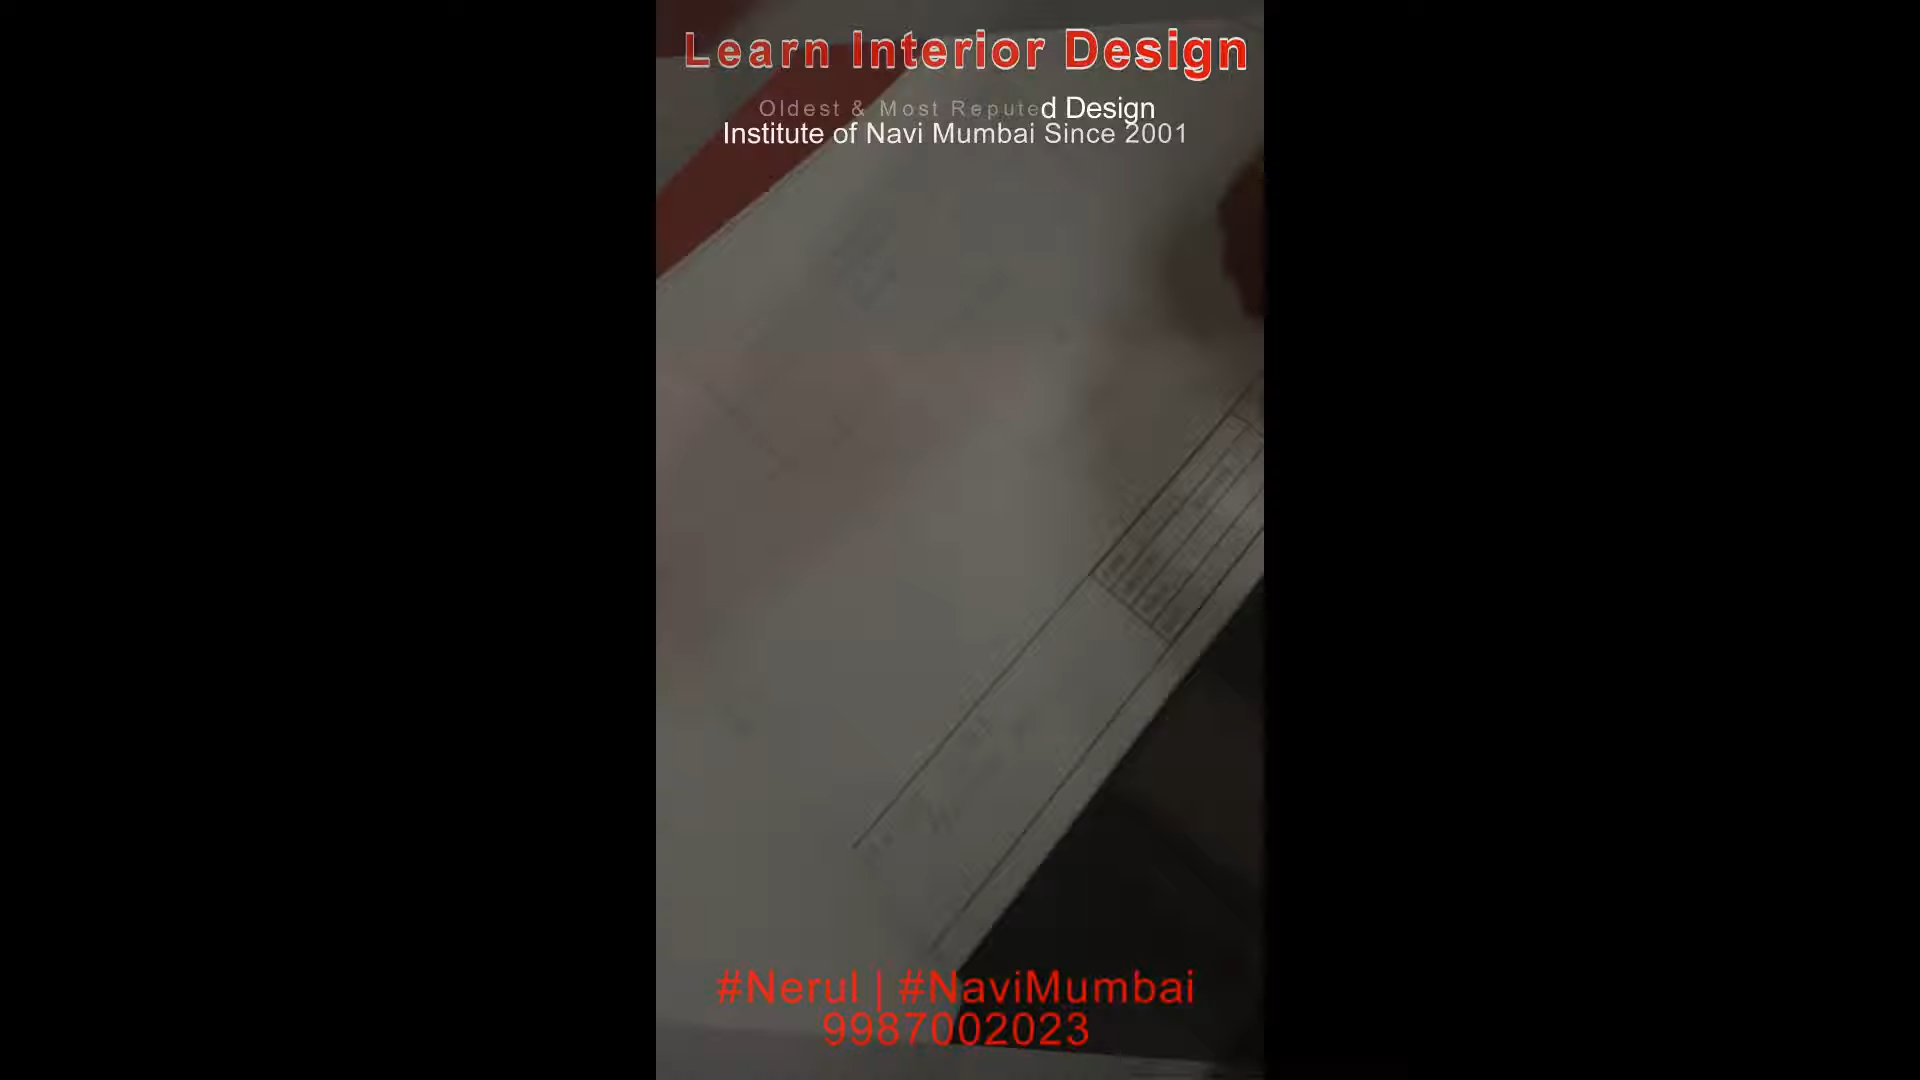 Learn Interior Design
Oldest & Most Reputed Design
Institute of Navi Mumbai Since 2001
#Nerul | #NaviMumbai
9987002023